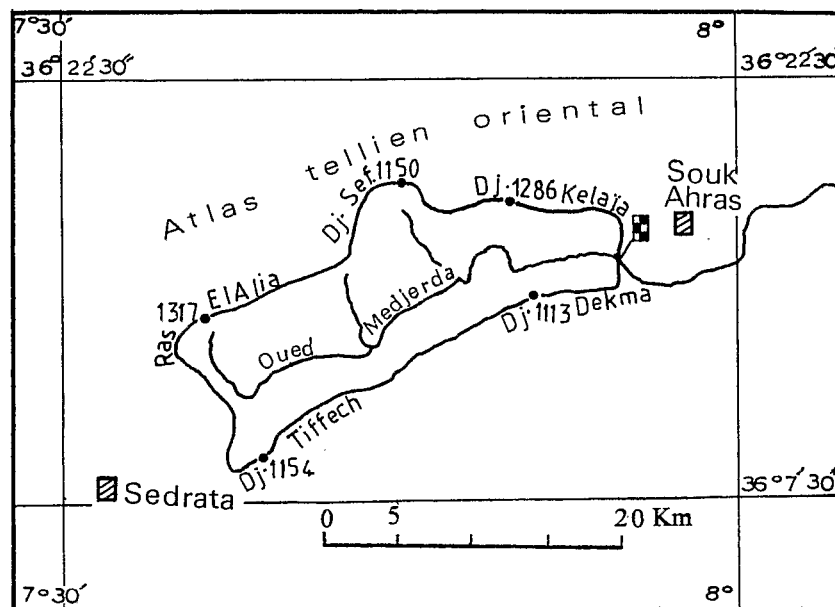 7°30′ 8°
36° 22′30″ 36°22′30
Atlas tellien oriental
Dj. Sef. 1150
Dj. 1286 Kelaïa
Souk
Ahras
1317 Ras El Alia
Oued Medjerda
Dj. 1113 Dekma
Dj. 1154 Tiffech
Sedrata
36°7′30
0 5 20 Km
7°30′ 8°